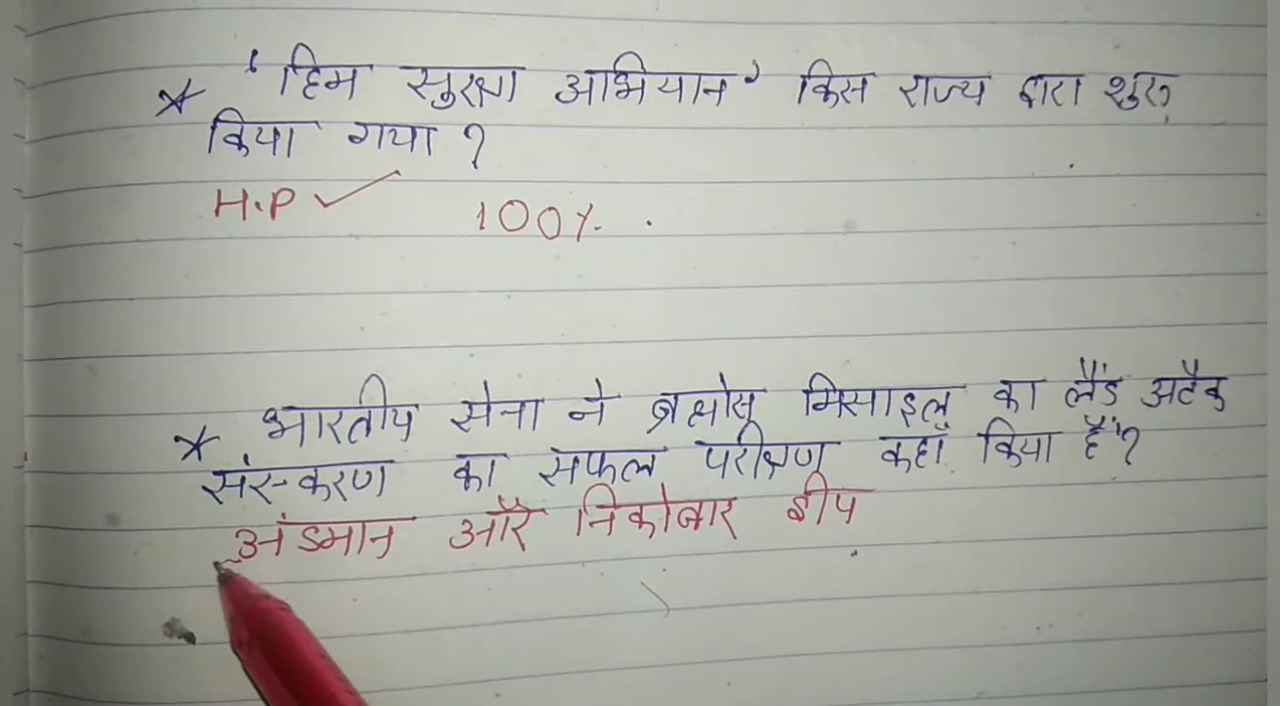 * 'हिम सुरक्षा अभियान' किस राज्य द्वारा शुरू
किया गया ?
H.P ✓ 100%.
* भारतीय सेना ने ब्रह्मोस मिसाइल का लैंड अटैक
संस्करण का सफल परीक्षण कहाँ किया है"?
अंडमान और निकोबार द्वीप